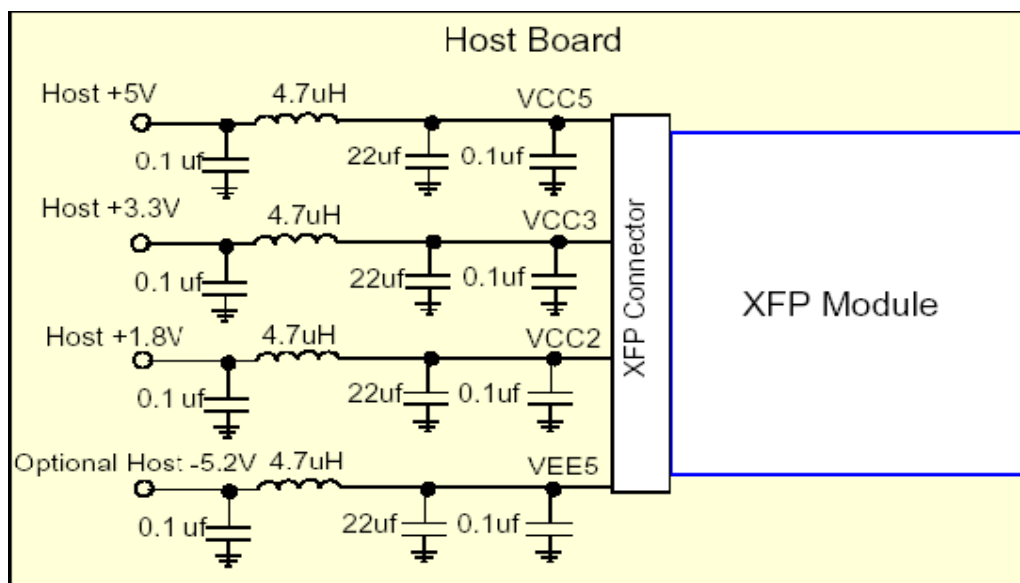 Host Board
Host +5V
4.7uH
VCC5
0.1 uf
22uf
0.1uf
Host +3.3V
4.7uH
VCC3
0.1 uf
22uf
0.1uf
Host +1.8V
4.7uH
VCC2
0.1 uf
22uf
0.1uf
Optional Host -5.2V
4.7uH
VEE5
0.1 uf
22uf
0.1uf
XFP Connector
XFP Module